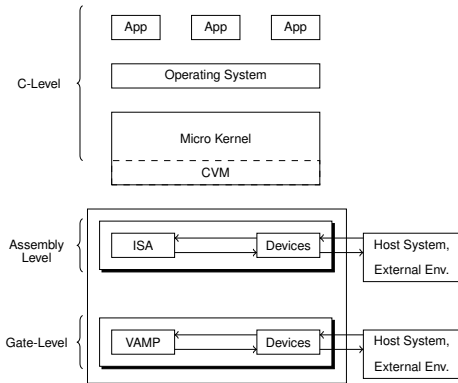 App App App
Operating System
C-Level
Micro Kernel
CVM
Assembly
Level
ISA
Devices
Host System,
External Env.
Gate-Level
VAMP
Devices
Host System,
External Env.